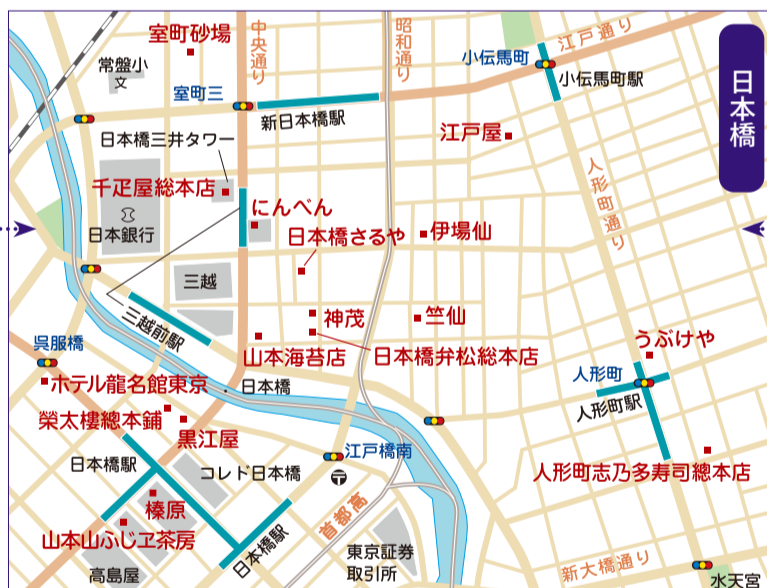 日本橋
室町砂場
中央通り
昭和通り
江戸通り
小伝馬町
小伝馬町駅
常盤小
文
室町三
新日本橋駅
江戸屋
日本橋三井タワー
人形町通り
千疋屋総本店
にんべん
日本橋さるや
伊場仙
日本銀行
三越
三越前駅
神茂
竺仙
うぶけや
呉服橋
山本海苔店
日本橋弁松総本店
人形町
人形町駅
ホテル龍名館東京
日本橋
榮太樓總本鋪
黒江屋
日本橋駅
コレド日本橋
江戸橋南
人形町志乃多寿司總本店
榛原
首都高
山本山ふじヱ茶房
日本橋駅
東京証券
取引所
新大橋通り
高島屋
水天宮